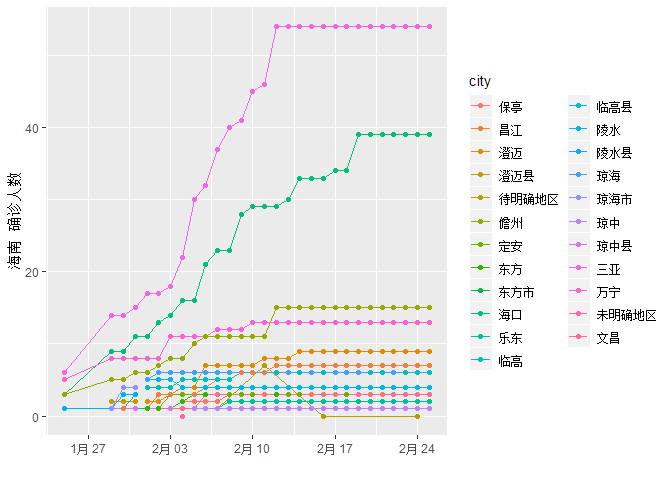 海南 确诊人数
40
20
0
1月 27
2月 03
2月 10
2月 17
2月 24
city
保亭
昌江
澄迈
澄迈县
待明确地区
儋州
定安
东方
东方市
海口
乐东
临高
临高县
陵水
陵水县
琼海
琼海市
琼中
琼中县
三亚
万宁
未明确地区
文昌